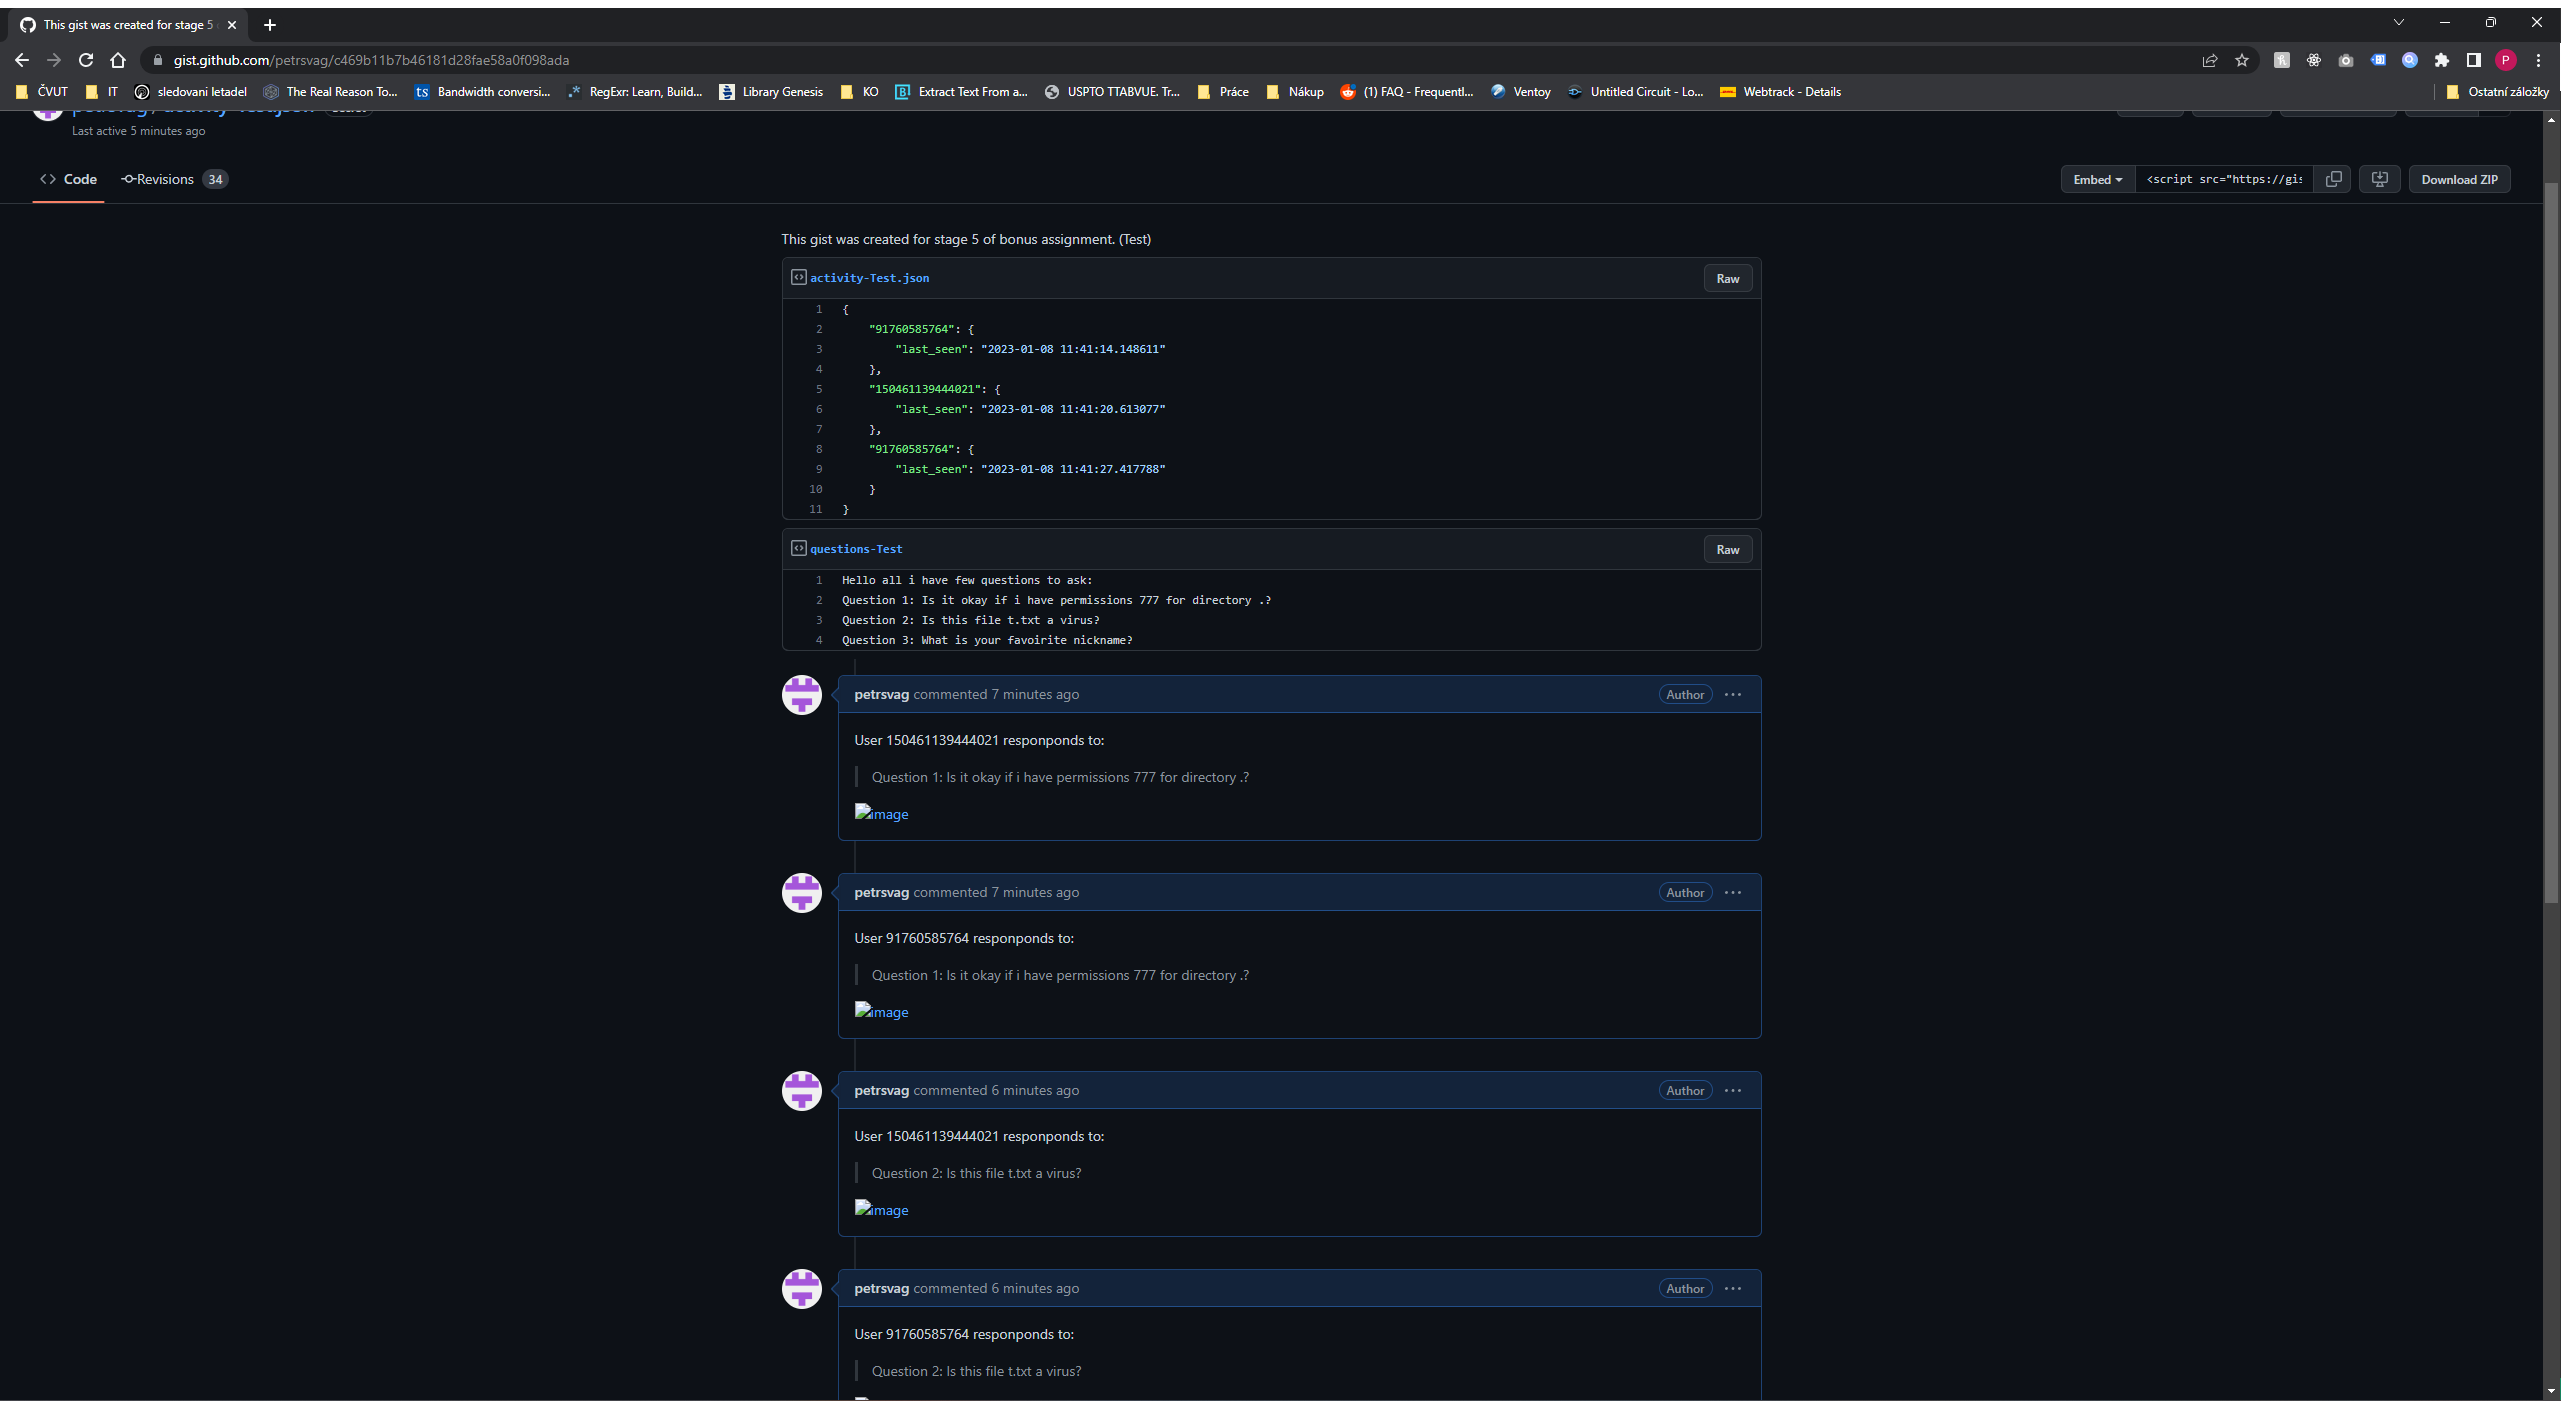 This gist was created for stage 5
gist.github.com/petrsvag/c469b11b7b46181d28fae58a0f098ada
P
ČVUT IT sledovani letadel The Real Reason To... ts Bandwidth conversi... RegExr: Learn, Build... Library Genesis KO Extract Text From a... USPTO TTABVUE. Tr... Práce Nákup (1) FAQ - Frequentl... Ventoy Untitled Circuit - Lo... Webtrack - Details Ostatní záložky
Last active 5 minutes ago
Code Revisions 34 Embed <script src="https://gis Download ZIP
This gist was created for stage 5 of bonus assignment. (Test)
activity-Test.json Raw
1 {
2 "91760585764": {
3 "last_seen": "2023-01-08 11:41:14.148611"
4 },
5 "150461139444021": {
6 "last_seen": "2023-01-08 11:41:20.613077"
7 },
8 "91760585764": {
9 "last_seen": "2023-01-08 11:41:27.417788"
10 }
11 }
questions-Test Raw
1 Hello all i have few questions to ask:
2 Question 1: Is it okay if i have permissions 777 for directory .?
3 Question 2: Is this file t.txt a virus?
4 Question 3: What is your favoirite nickname?
petrsvag commented 7 minutes ago Author ...
User 150461139444021 responponds to:
Question 1: Is it okay if i have permissions 777 for directory .?
image
petrsvag commented 7 minutes ago Author ...
User 91760585764 responponds to:
Question 1: Is it okay if i have permissions 777 for directory .?
image
petrsvag commented 6 minutes ago Author ...
User 150461139444021 responponds to:
Question 2: Is this file t.txt a virus?
image
petrsvag commented 6 minutes ago Author ...
User 91760585764 responponds to:
Question 2: Is this file t.txt a virus?